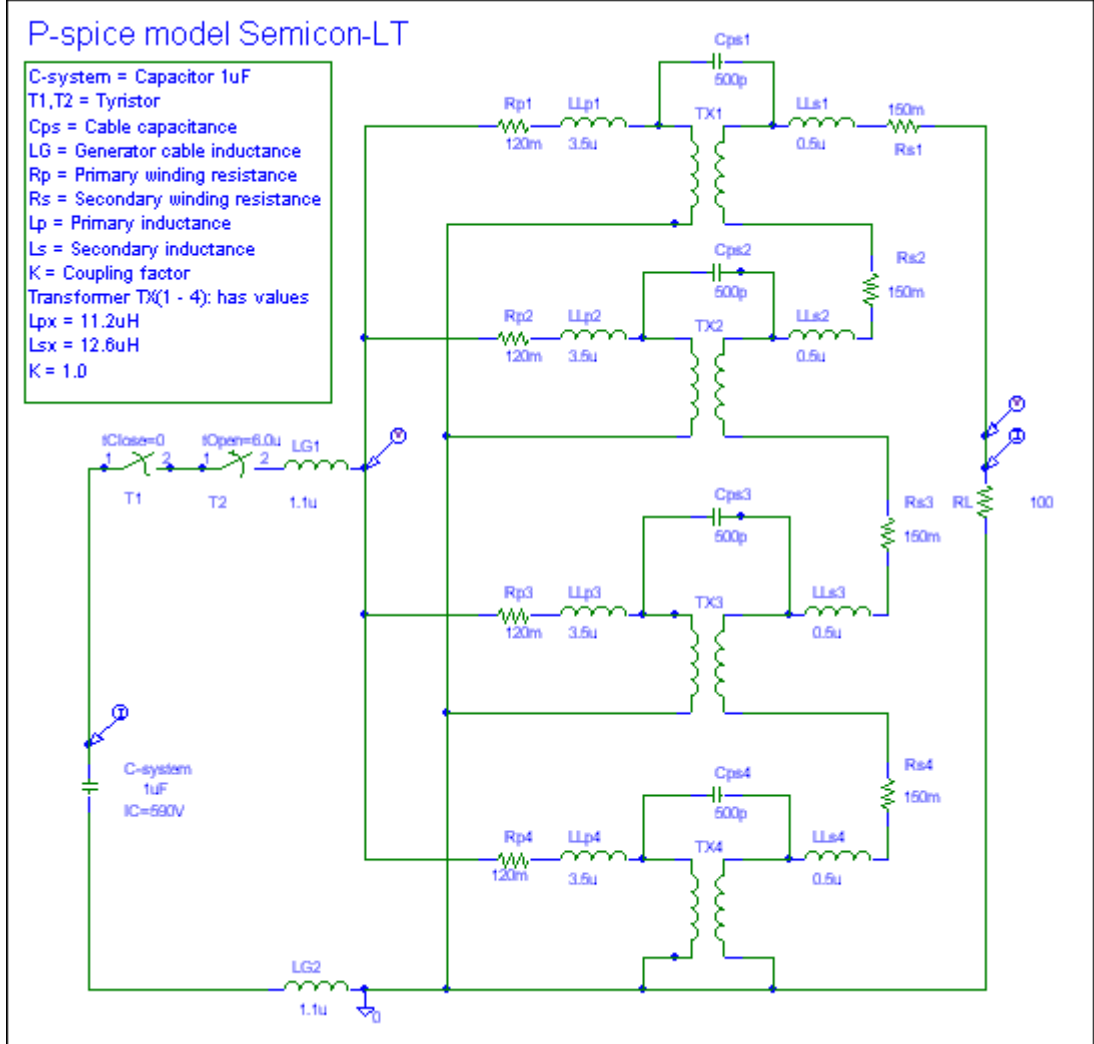 P-spice model Semicon-LT
C-system = Capacitor 1uF
T1,T2 = Tyristor
Cps = Cable capacitance
LG = Generator cable inductance
Rp = Primary winding resistance
Rs = Secondary winding resistance
Lp = Primary inductance
Ls = Secondary inductance
K = Coupling factor
Transformer TX(1 - 4): has values
Lpx = 11.2uH
Lsx = 12.6uH
K = 1.0
Cps1
500p
Rp1
120m
LLp1
3.5u
TX1
LLs1
0.5u
150m
Rs1
Cps2
500p
Rs2
150m
Rp2
120m
LLp2
3.5u
TX2
LLs2
0.5u
tClose=0
1 2
T1
tOpen=6.0u
1 2
T2
LG1
1.1u
V
I
V
I
Cps3
500p
Rs3
150m
RL
100
Rp3
120m
LLp3
3.5u
TX3
LLs3
0.5u
C-system
1uF
IC=590V
Cps4
500p
Rs4
150m
Rp4
120m
LLp4
3.5u
TX4
LLs4
0.5u
LG2
1.1u
0